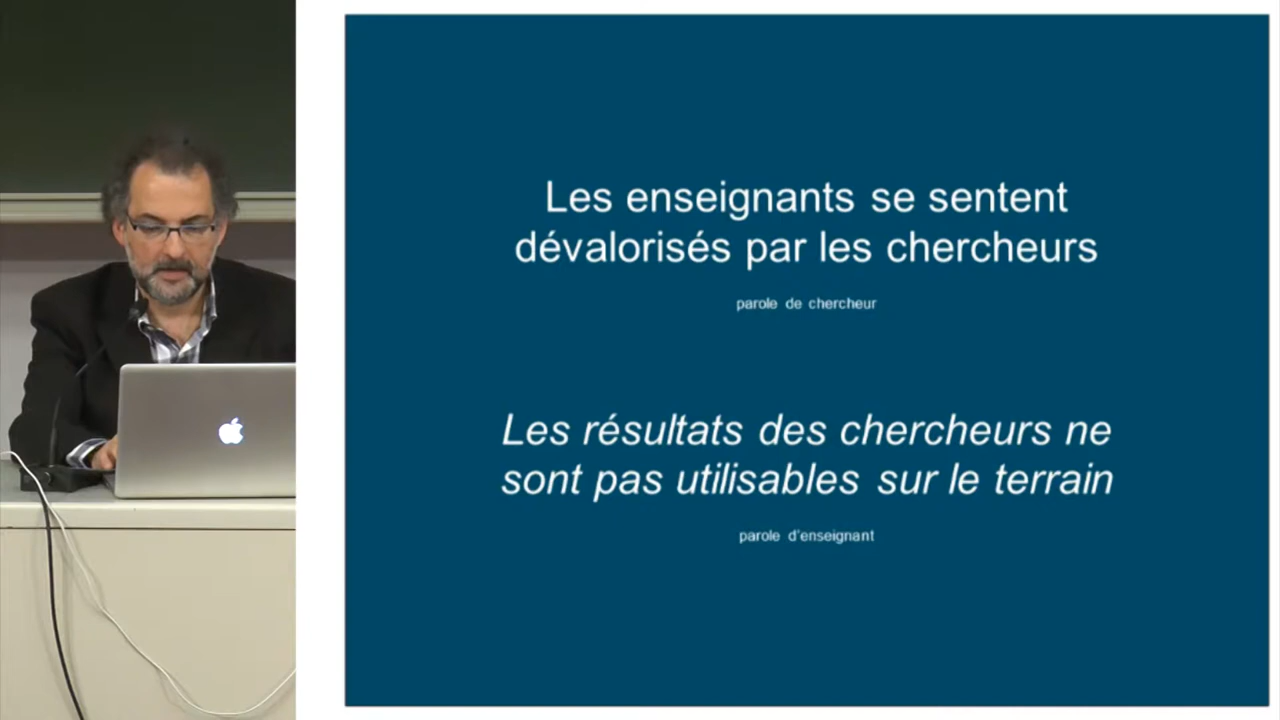 Les enseignants se sentent
dévalorisés par les chercheurs
parole de chercheur
Les résultats des chercheurs ne
sont pas utilisables sur le terrain
parole d'enseignant